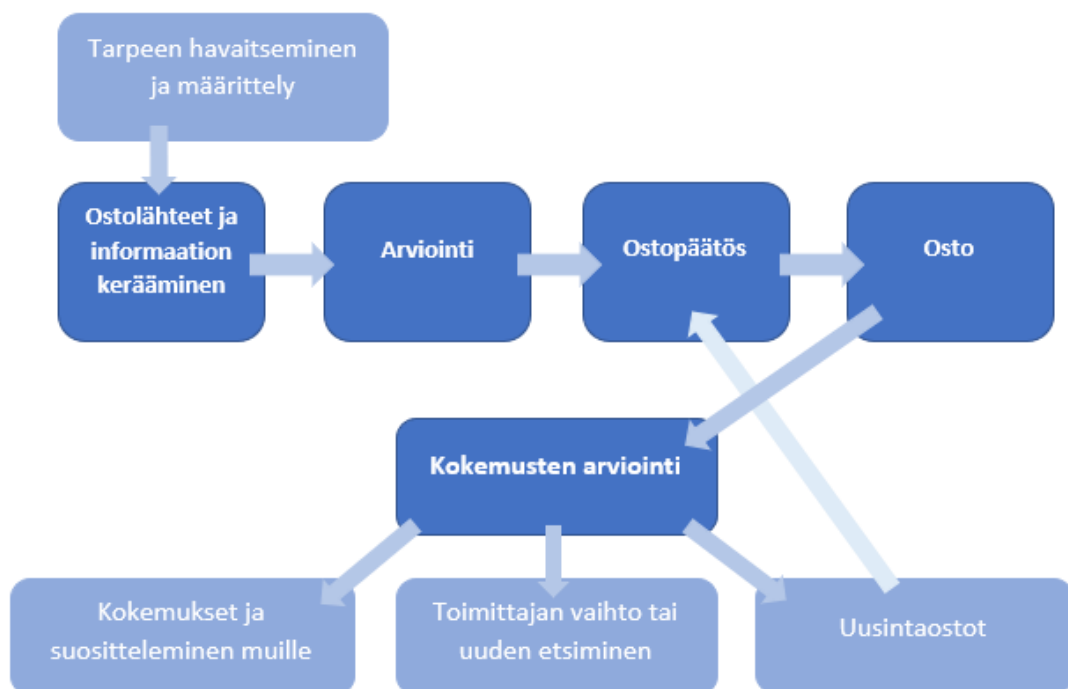 Tarpeen havaitseminen
ja määrittely
Ostolähteet ja
informaation
kerääminen
Arviointi
Ostopäätös
Osto
Kokemusten arviointi
Kokemukset ja
suositteleminen muille
Toimittajan vaihto tai
uuden etsiminen
Uusintaostot